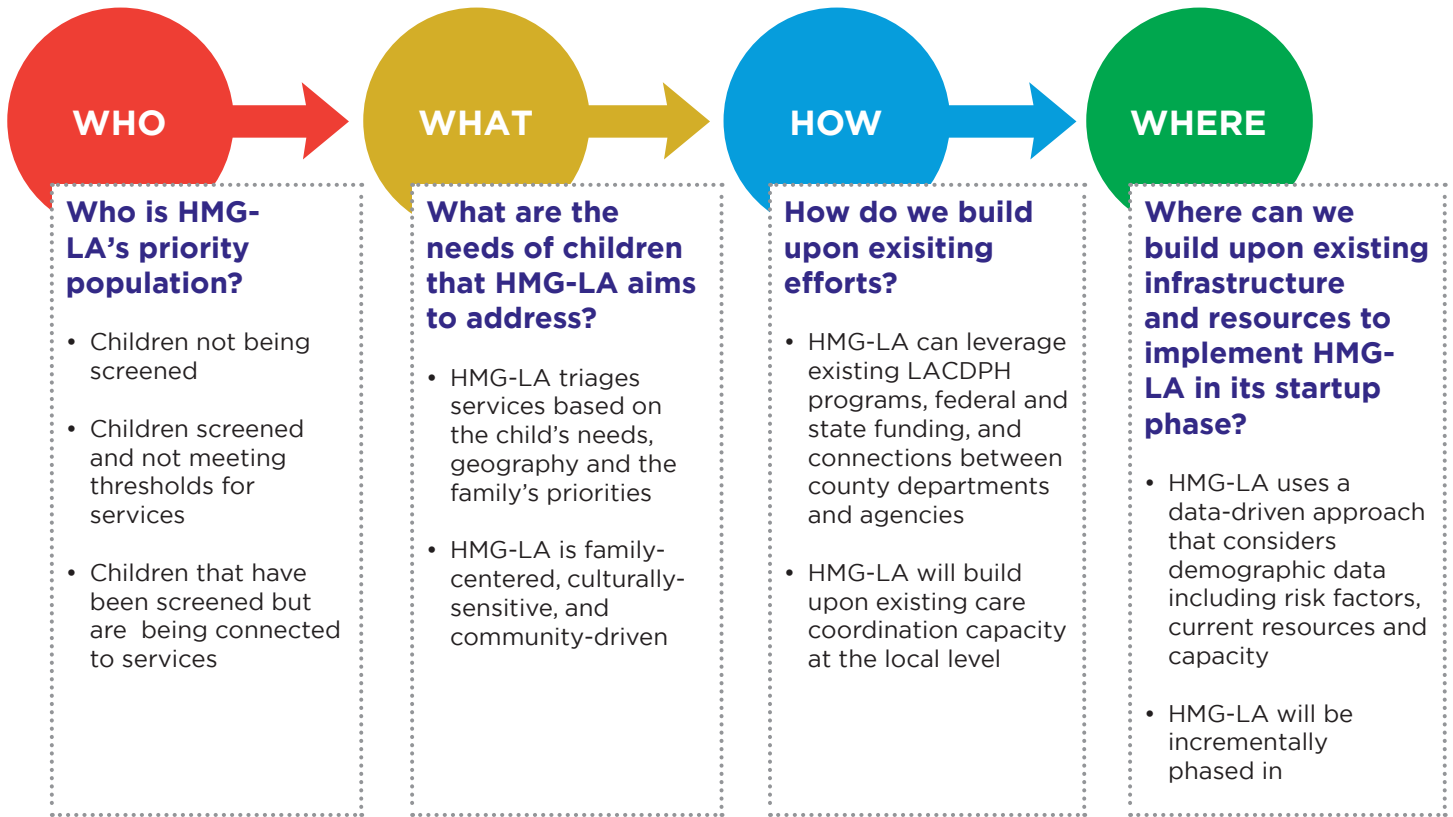 WHO
WHAT
HOW
WHERE
Who is HMG-
LA’s priority
population?
• Children not being
screened
• Children screened
and not meeting
thresholds for
services
• Children that have
been screened but
are  being connected
to services
What are the
needs of children
that HMG-LA aims
to address?
• HMG-LA triages
services based on
the child’s needs,
geography and the
family’s priorities
• HMG-LA is family-
centered, culturally-
sensitive, and
community-driven
How do we build
upon exisiting
efforts?
• HMG-LA can leverage
existing LACDPH
programs, federal and
state funding, and
connections between
county departments
and agencies
• HMG-LA will build
upon existing care
coordination capacity
at the local level
Where can we
build upon existing
infrastructure
and resources to
implement HMG-
LA in its startup
phase?
• HMG-LA uses a
data-driven approach
that considers
demographic data
including risk factors,
current resources and
capacity
• HMG-LA will be
incrementally
phased in